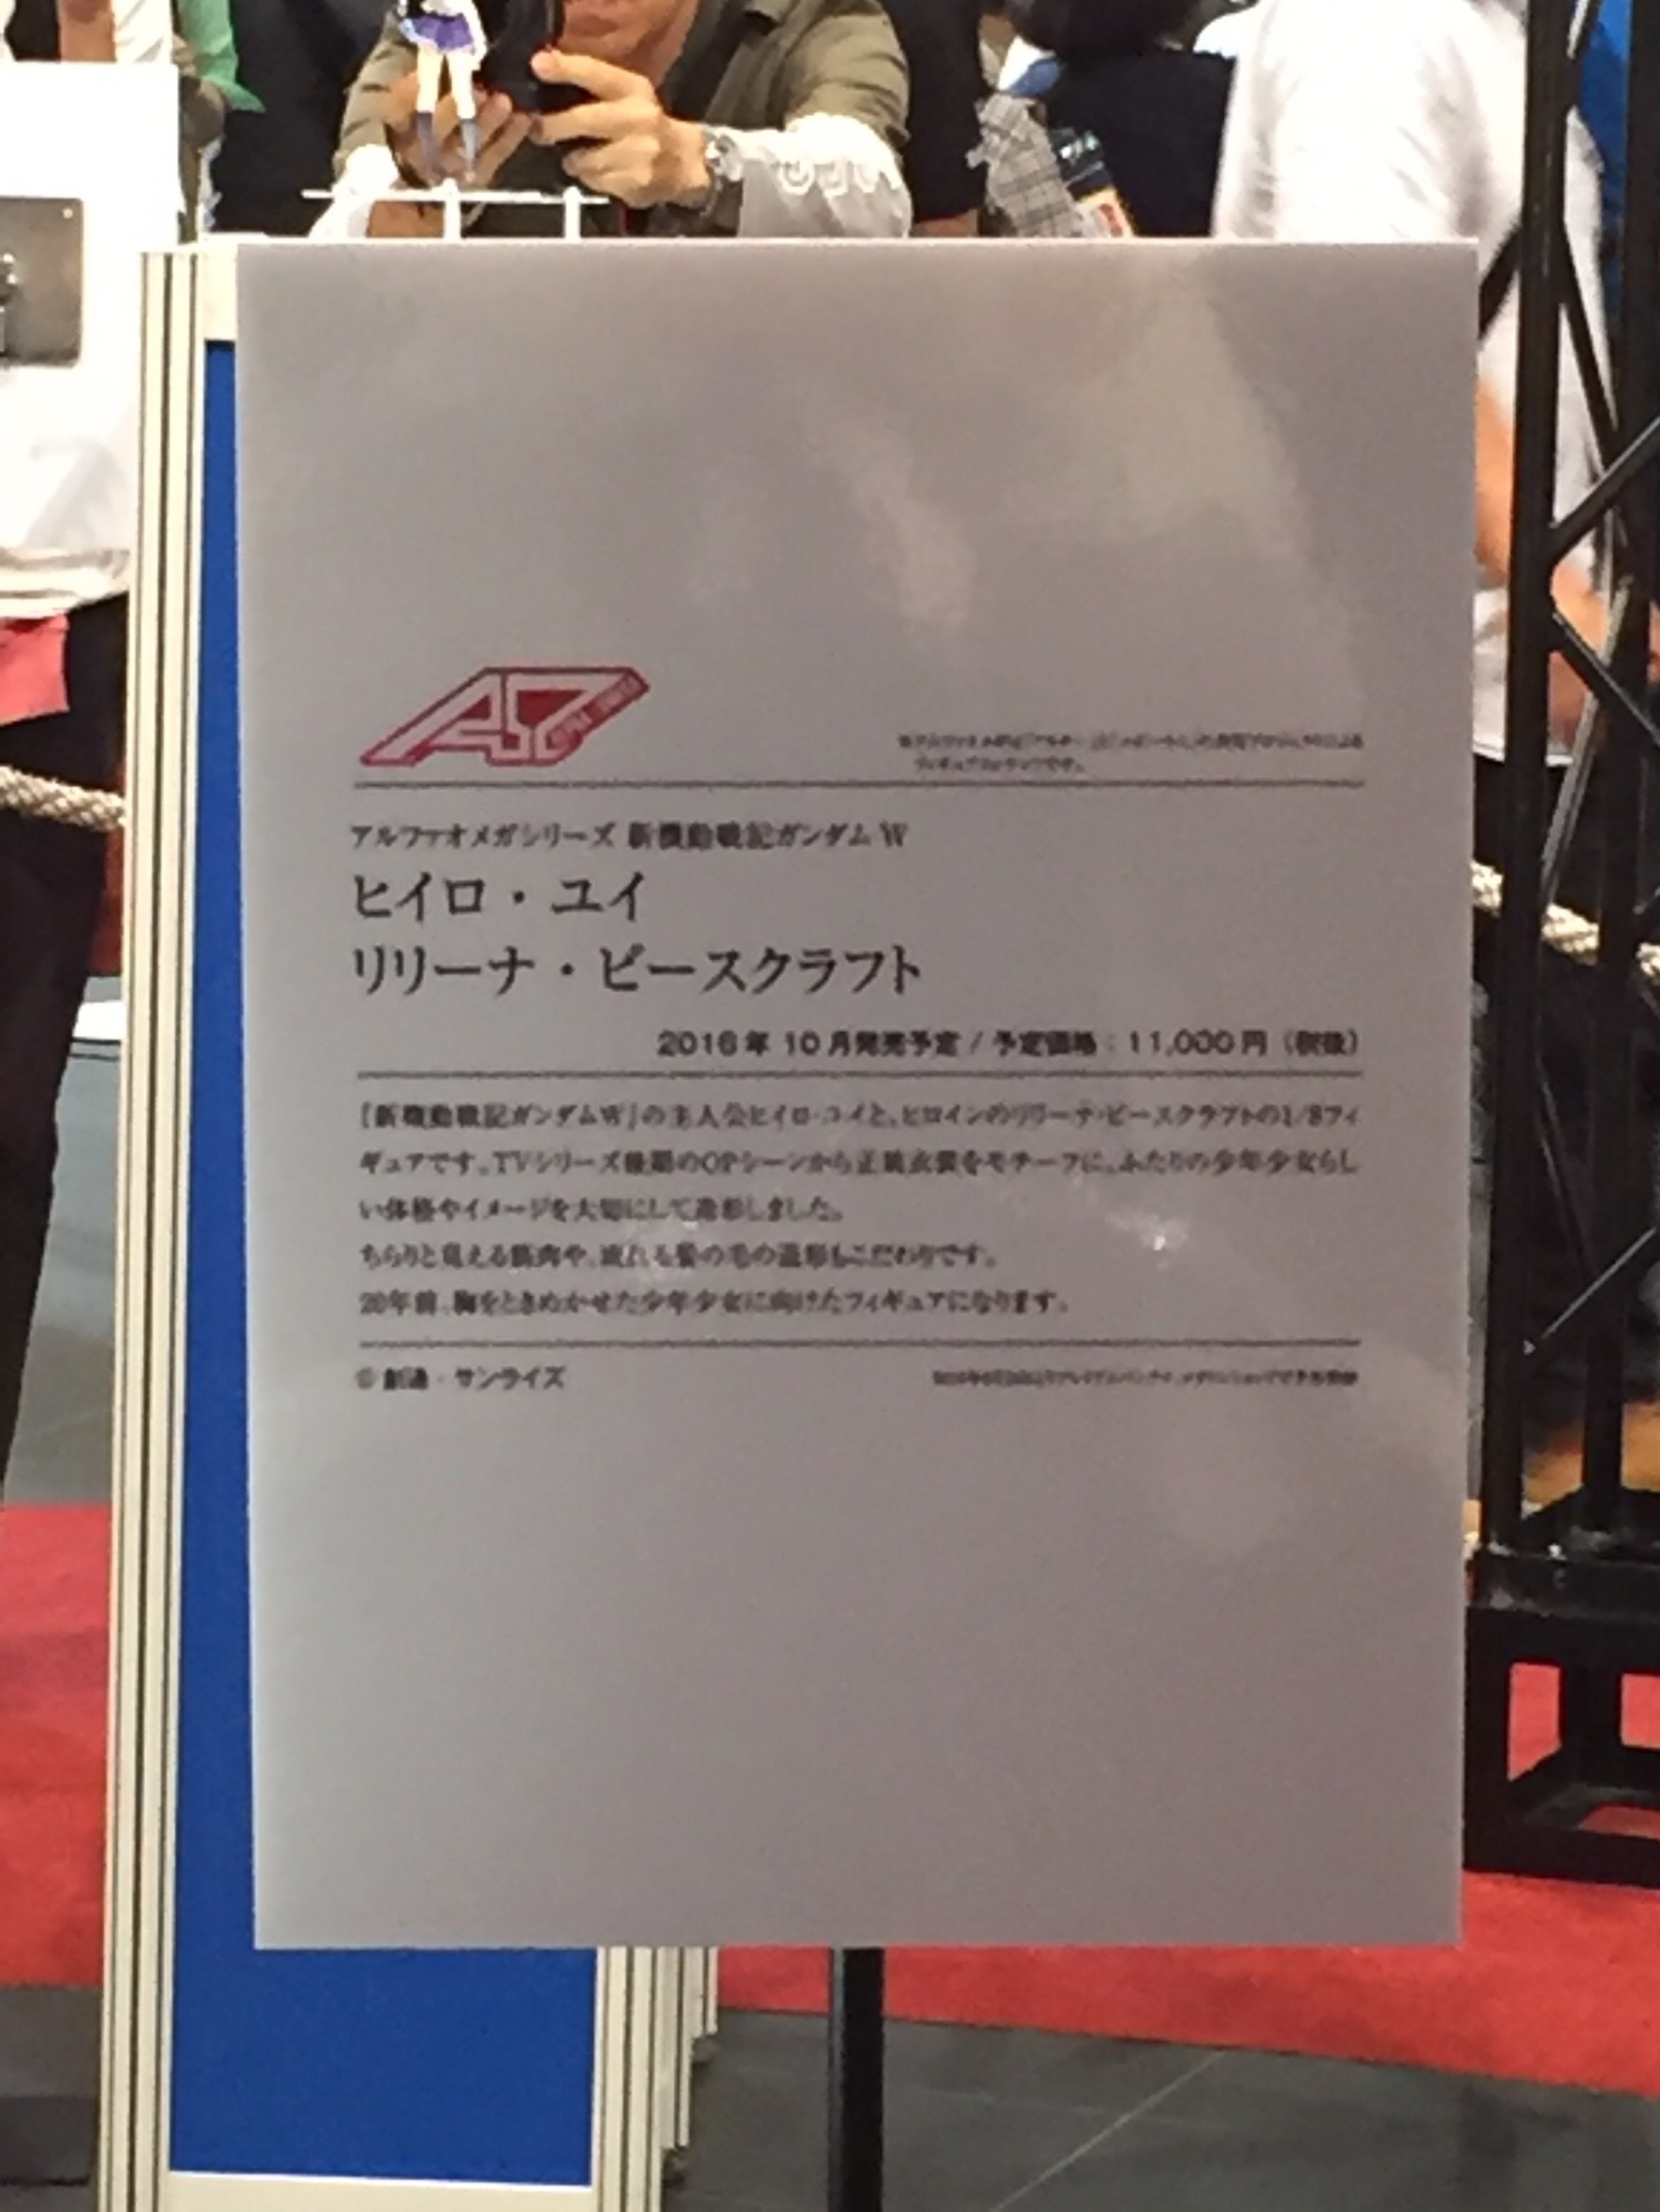 アルファオメガシリーズ 新機動戦記ガンダム W
ヒイロ・ユイ
リリーナ・ピースクラフト
2016年 10月発売予定 / 予定価格：11,000円（税抜）
『新機動戦記ガンダムW』の主人公ヒイロ・ユイと、ヒロインのリリーナ・ピースクラフトの1/8フィ
ギュアです。TVシリーズ後期のOPシーンから正装衣裳をモチーフに、ふたりの少年少女らし
い体格やイメージを大切にして造形しました。
ちらりと見える筋肉や、流れる髪の毛の造形もこだわりです。
20年前、胸をときめかせた少年少女に向けたフィギュアになります。
© 創通・サンライズ